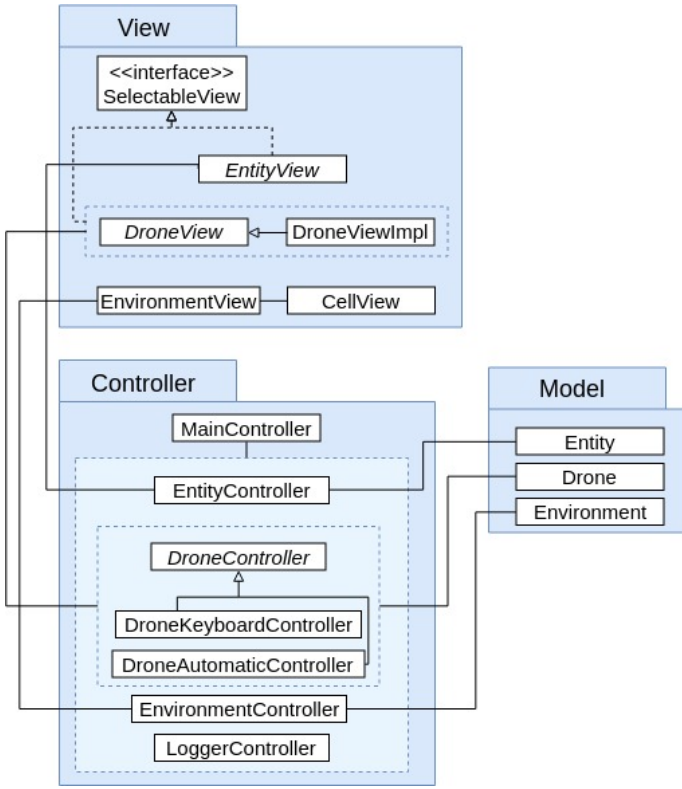 View
<<interface>>
SelectableView
EntityView
DroneView
DroneViewImpl
EnvironmentView
CellView
Controller
MainController
EntityController
DroneController
DroneKeyboardController
DroneAutomaticController
EnvironmentController
LoggerController
Model
Entity
Drone
Environment